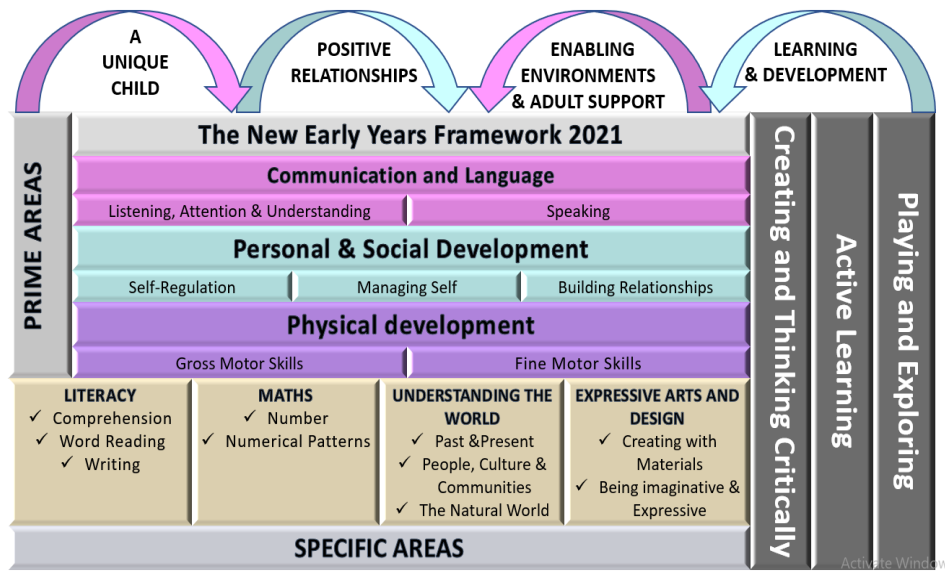 A
UNIQUE
CHILD
POSITIVE
RELATIONSHIPS
ENABLING
ENVIRONMENTS
& ADULT SUPPORT
LEARNING
& DEVELOPMENT
PRIME AREAS
The New Early Years Framework 2021
Communication and Language
Listening, Attention & Understanding
Speaking
Personal & Social Development
Self-Regulation
Managing Self
Building Relationships
Physical development
Gross Motor Skills
Fine Motor Skills
LITERACY
✓ Comprehension
✓ Word Reading
✓ Writing
MATHS
✓ Number
✓ Numerical Patterns
UNDERSTANDING THE
WORLD
✓ Past &Present
✓ People, Culture &
Communities
✓ The Natural World
EXPRESSIVE ARTS AND
DESIGN
✓ Creating with
Materials
✓ Being imaginative &
Expressive
SPECIFIC AREAS
Creating and Thinking Critically
Active Learning
Playing and Exploring
Activate Window